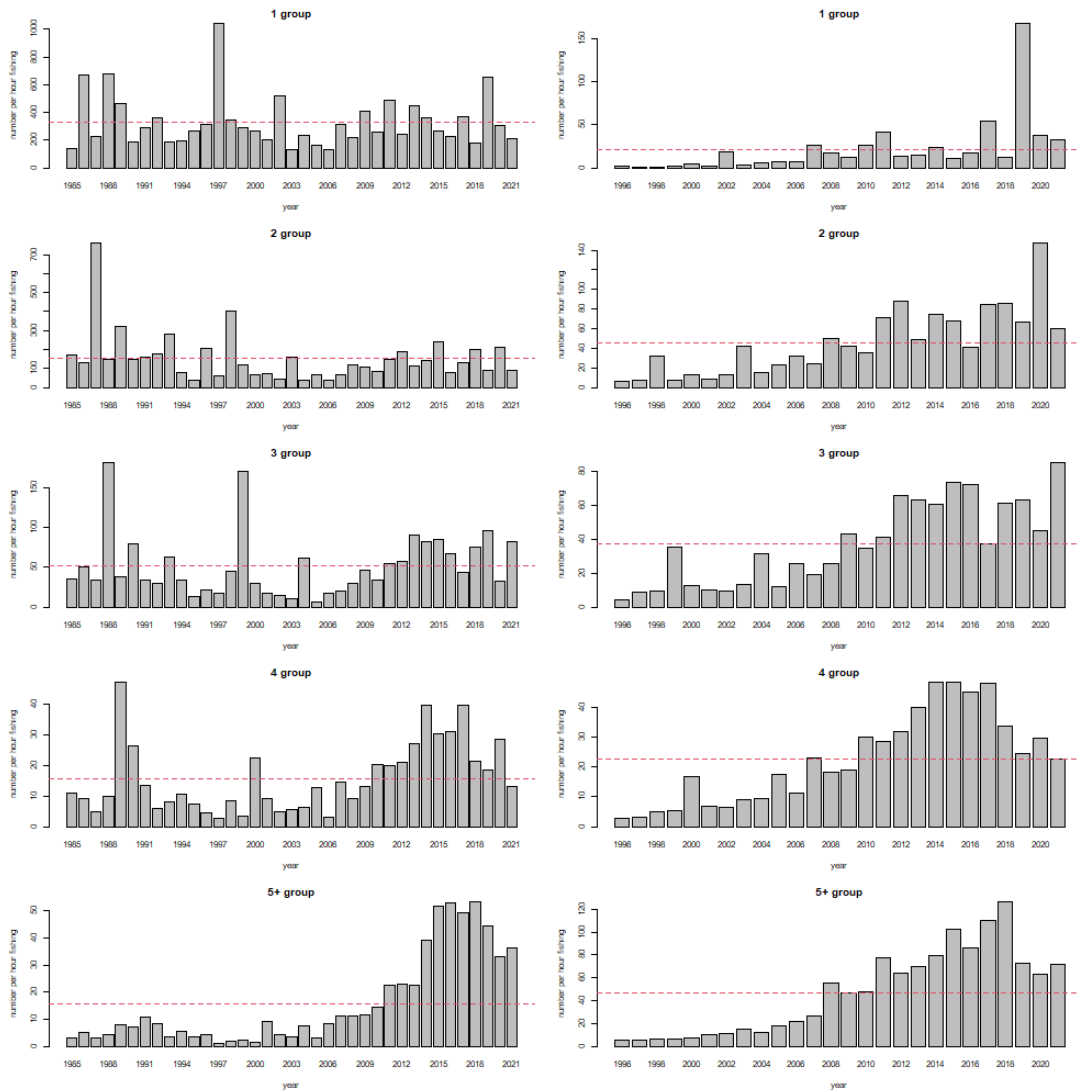 1 group
number per hour fishing
0 200 400 600 800 1000
1985 1988 1991 1994 1997 2000 2003 2006 2009 2012 2015 2018 2021
year
1 group
number per hour fishing
0 50 100 150
1996 1998 2000 2002 2004 2006 2008 2010 2012 2014 2016 2018 2020
year
2 group
number per hour fishing
0 100 300 500 700
1985 1988 1991 1994 1997 2000 2003 2006 2009 2012 2015 2018 2021
year
2 group
number per hour fishing
0 20 40 60 80 100 140
1996 1998 2000 2002 2004 2006 2008 2010 2012 2014 2016 2018 2020
year
3 group
number per hour fishing
0 50 100 150
1985 1988 1991 1994 1997 2000 2003 2006 2009 2012 2015 2018 2021
year
3 group
number per hour fishing
0 20 40 60 80
1996 1998 2000 2002 2004 2006 2008 2010 2012 2014 2016 2018 2020
year
4 group
number per hour fishing
0 10 20 30 40
1985 1988 1991 1994 1997 2000 2003 2006 2009 2012 2015 2018 2021
year
4 group
number per hour fishing
0 10 20 30 40
1996 1998 2000 2002 2004 2006 2008 2010 2012 2014 2016 2018 2020
year
5+ group
number per hour fishing
0 10 20 30 40 50
1985 1988 1991 1994 1997 2000 2003 2006 2009 2012 2015 2018 2021
year
5+ group
number per hour fishing
0 20 40 60 80 100 120
1996 1998 2000 2002 2004 2006 2008 2010 2012 2014 2016 2018 2020
year